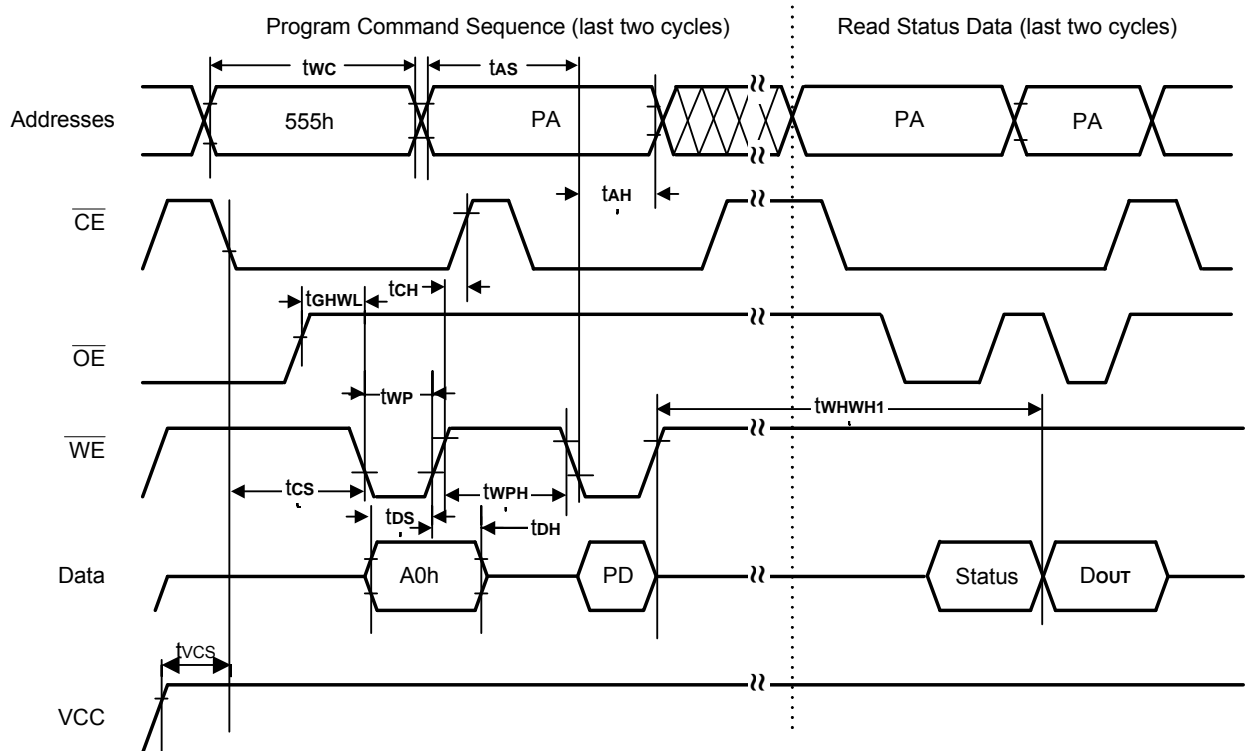 Program Command Sequence (last two cycles)
Read Status Data (last two cycles)
tWC
tAS
Addresses
555h
PA
PA
PA
tAH
CE
tCH
tGHWL
OE
tWP
tWHWH1
WE
tCS
tWPH
tDS
tDH
Data
A0h
PD
Status
DOUT
tVCS
VCC